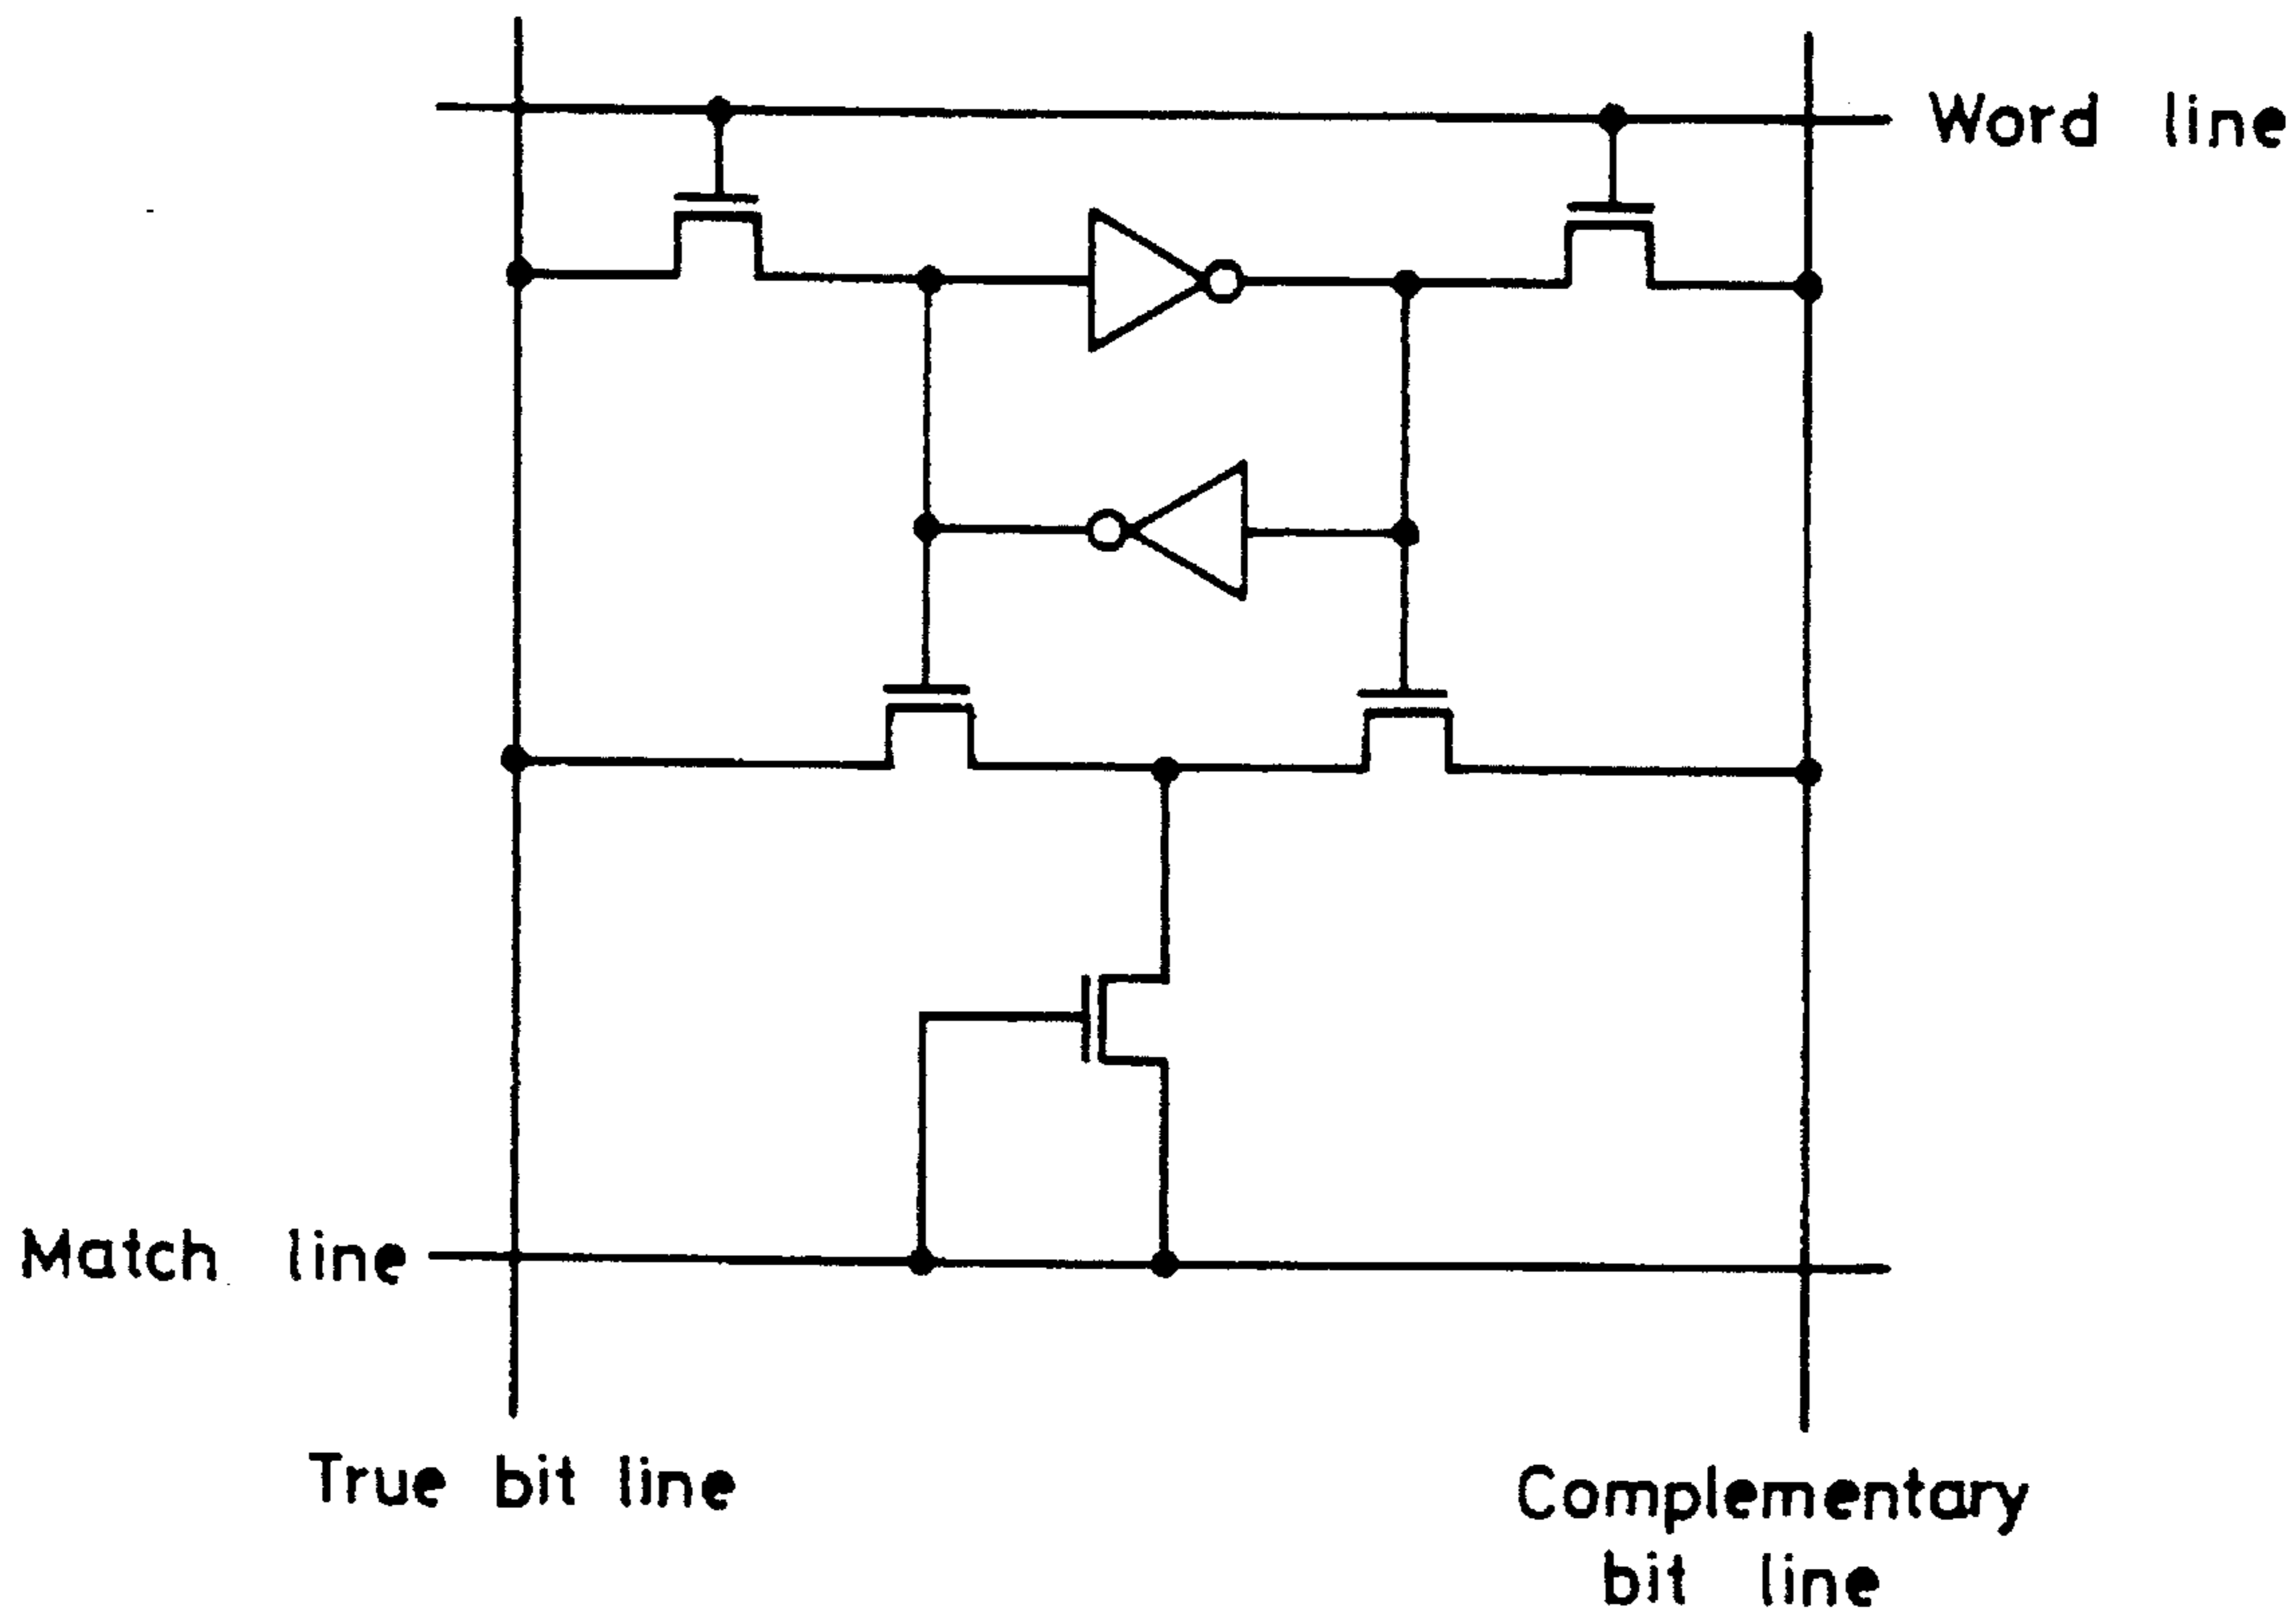 Word line
Match line
True bit line
Complementary
bit line